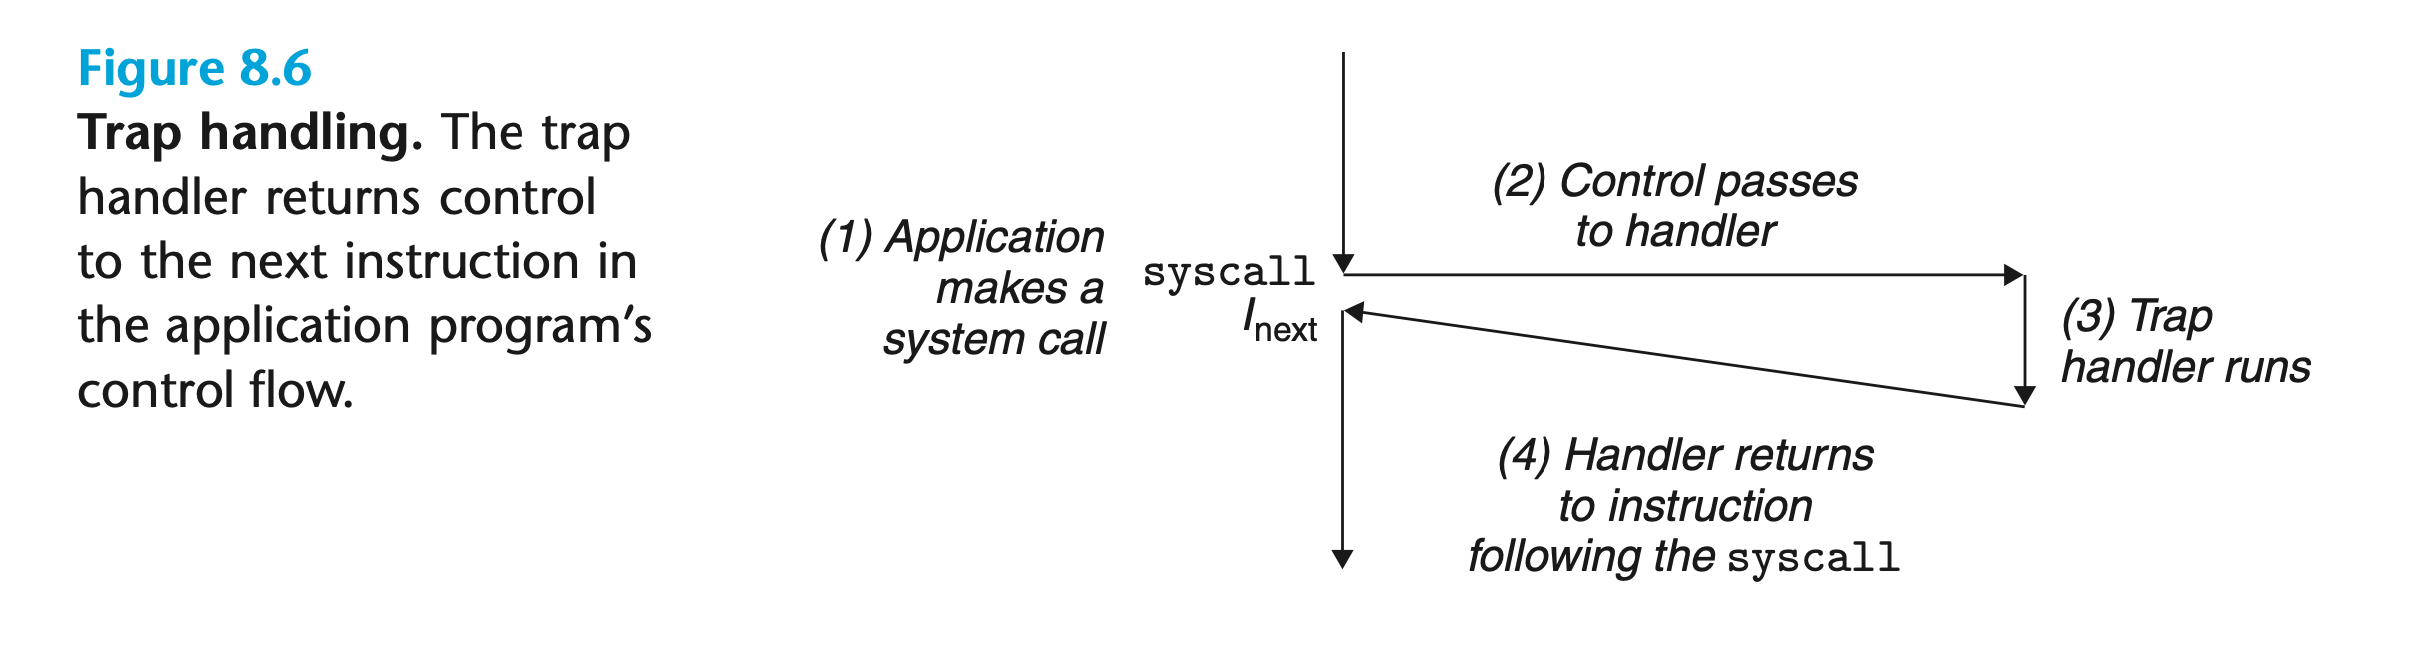 Figure 8.6
Trap handling. The trap
handler returns control
to the next instruction in
the application program’s
control flow.
(1) Application
makes a
system call
syscall
Inext
(2) Control passes
to handler
(3) Trap
handler runs
(4) Handler returns
to instruction
following the syscall